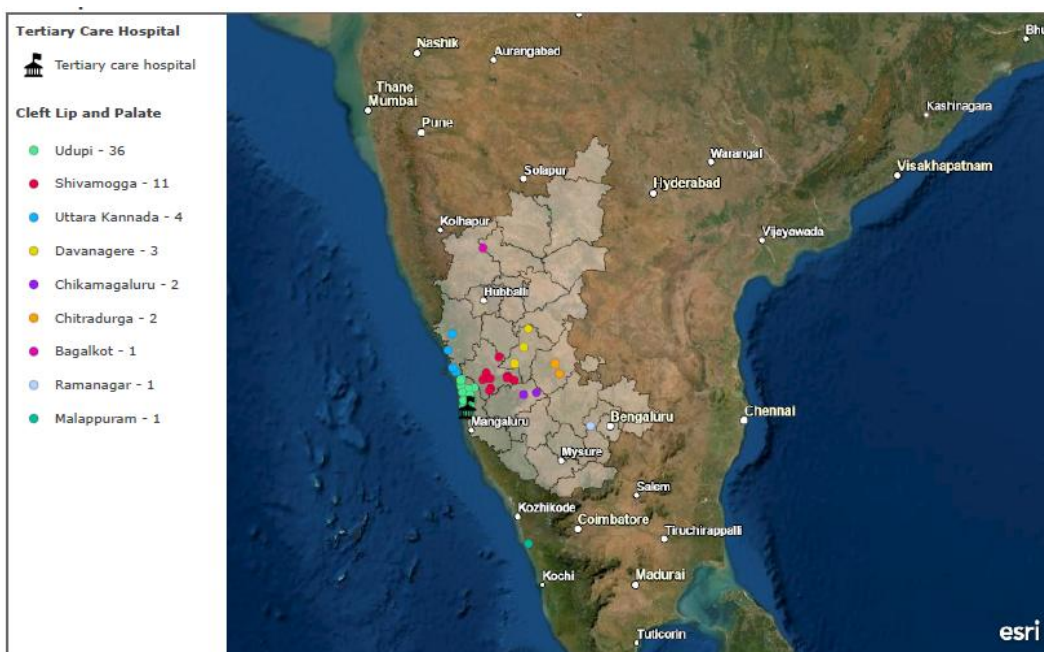 Tertiary Care Hospital
Tertiary care hospital
Cleft Lip and Palate
Udupi - 36
Shivamogga - 11
Uttara Kannada - 4
Davanagere - 3
Chikamagaluru - 2
Chitradurga - 2
Bagalkot - 1
Ramanagar - 1
Malappuram - 1
Nashik
Aurangabad
Bhu
Thane
Mumbai
Kashinagara
Pune
Warangal
Solapur
Visakhapatnam
Hyderabad
Kolhapur
Vijayawada
Hubballi
Chennai
Bengaluru
Mangaluru
Mysure
Salem
Kozhikode
Coimbatore
Tiruchirappalli
Kochi
Madurai
Tuticorin
esri